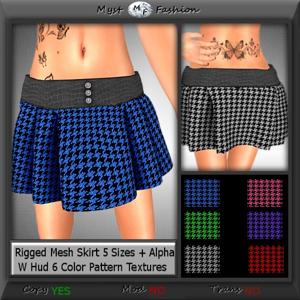 Myst MF Fashion
Rigged Mesh Skirt 5 Sizes + Alpha
W Hud 6 Color Pattern Textures
Copy YES Mod NO Trans NO